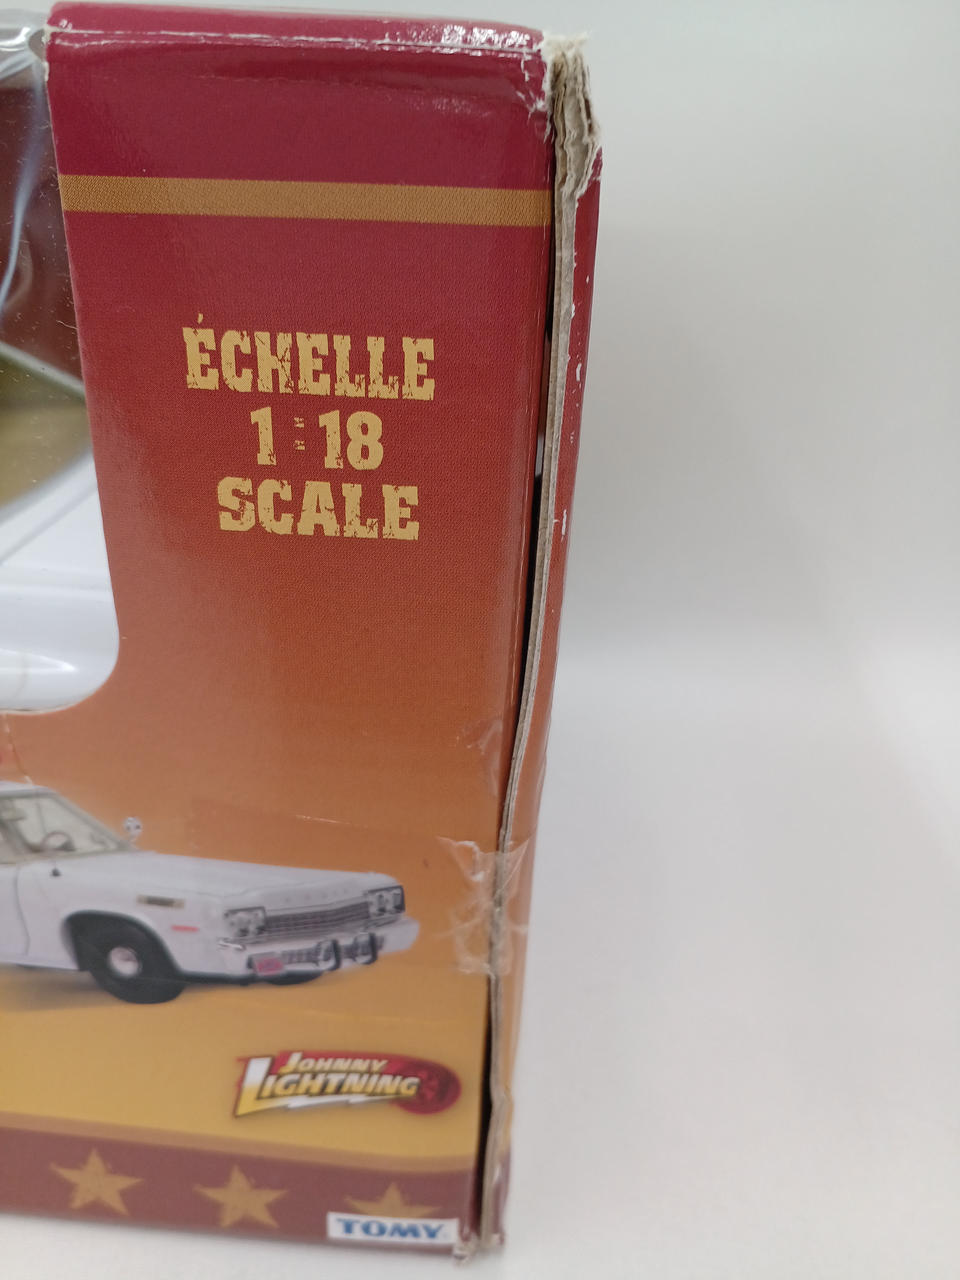 ÉCHELLE
1:18
SCALE
JOHNNY
LIGHTNING
TOMY